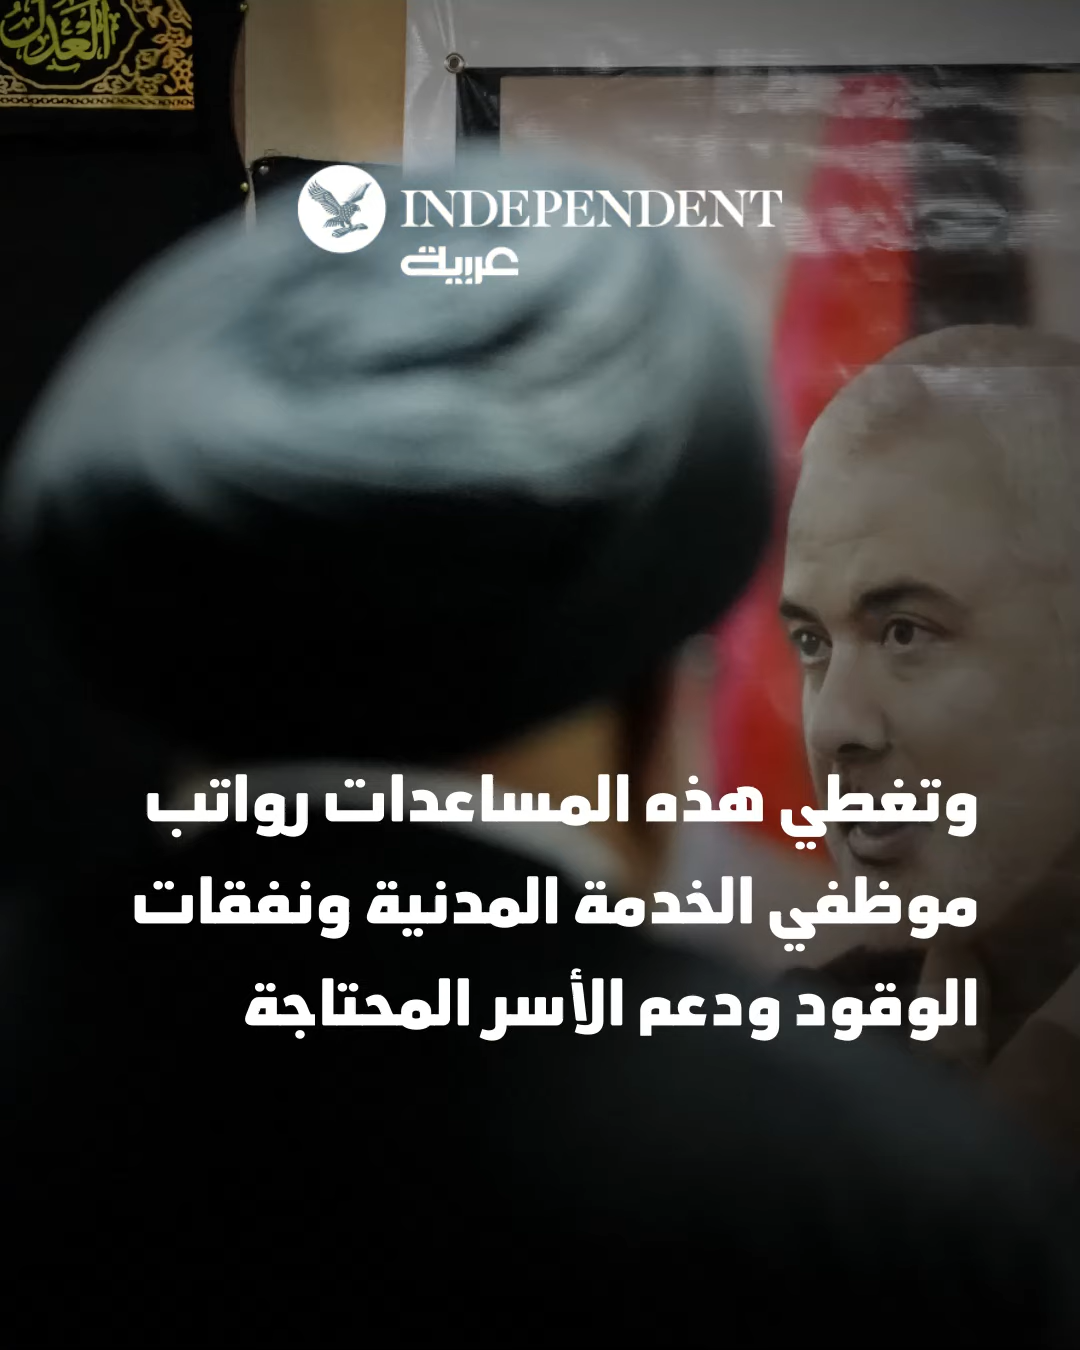 العدل
INDEPENDENT
عربية
وتغطي هذه المساعدات رواتب
موظفي الخدمة المدنية ونفقات
الوقود ودعم الأسر المحتاجة